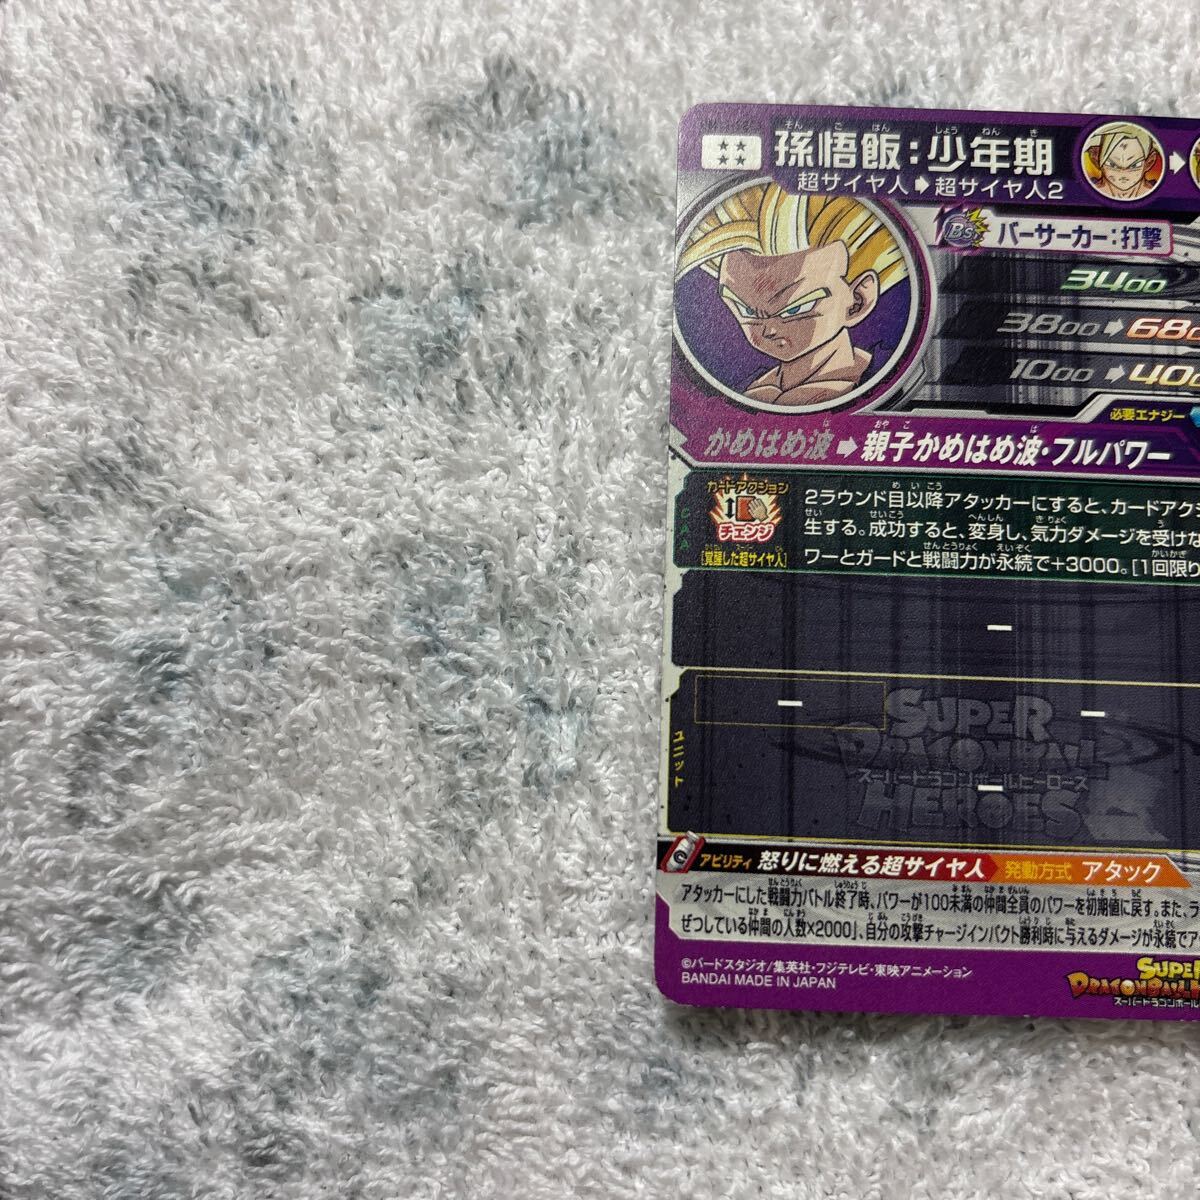 孫悟飯:少年期
超サイヤ人➡超サイヤ人2
Bs バーサーカー:打撃
3400
3800➡680
1000➡400
必要エナジー
かめはめ波➡親子かめはめ波・フルパワー
カードアクション
チェンジ
[覚醒した超サイヤ人]
2ラウンド目以降アタッカーにすると、カードアクシ
生する。成功すると、変身し、気力ダメージを受けな
ワーとガードと戦闘力が永続で+3000。[1回限り
ー
ー ー
ユニット
ー
SUPER
DRAGONBALL
スーパードラゴンボールヒーローズ
HEROES
アビリティ 怒りに燃える超サイヤ人 発動方式 アタック
アタッカーにした戦闘力バトル終了時、パワーが100未満の仲間全員のパワーを初期値に戻す。また、ラ
ぜつしている仲間の人数×2000」、自分の攻撃チャージインパクト勝利時に与えるダメージが永続でア
©バードスタジオ/集英社・フジテレビ・東映アニメーション
BANDAI MADE IN JAPAN
SUPER
DRAGONBALL
スーパードラゴンボール